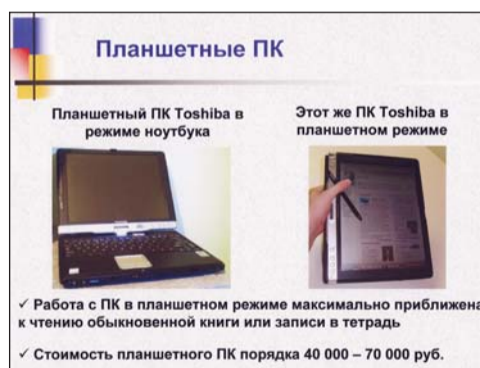 Планшетные ПК
Планшетный ПК Toshiba в
режиме ноутбука
Этот же ПК Toshiba в
планшетном режиме
✓ Работа с ПК в планшетном режиме максимально приближена
к чтению обыкновенной книги или записи в тетрадь
✓ Стоимость планшетного ПК порядка 40 000 – 70 000 руб.